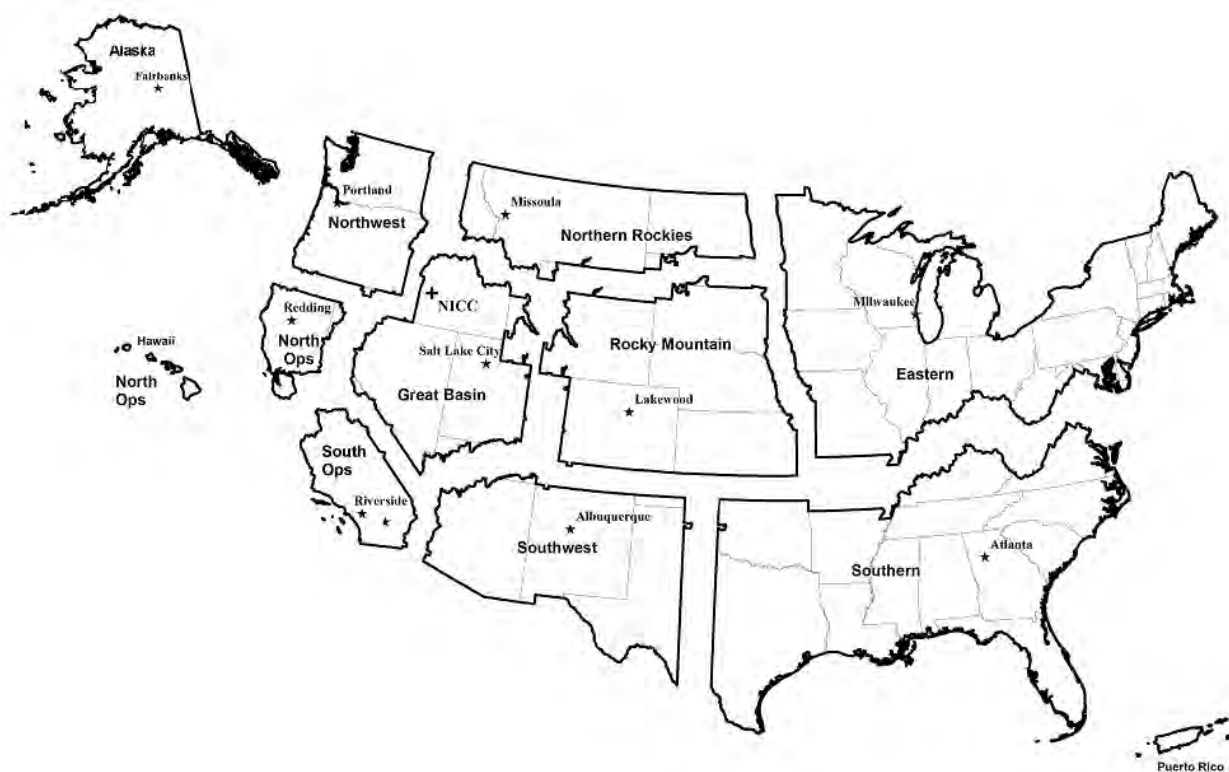 Alaska
Fairbanks
Portland
Northwest
Missoula
Northern Rockies
Redding
North
Ops
Hawaii
North
Ops
NICC
Salt Lake City
Great Basin
Rocky Mountain
Lakewood
Milwaukee
Eastern
South
Ops
Riverside
Albuquerque
Southwest
Atlanta
Southern
Puerto Rico